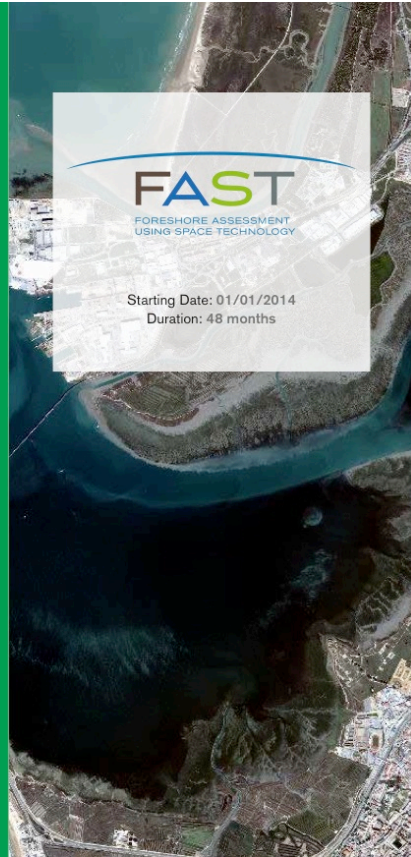 FAST
FORESHORE ASSESSMENT
USING SPACE TECHNOLOGY
Starting Date: 01/01/2014
Duration: 48 months